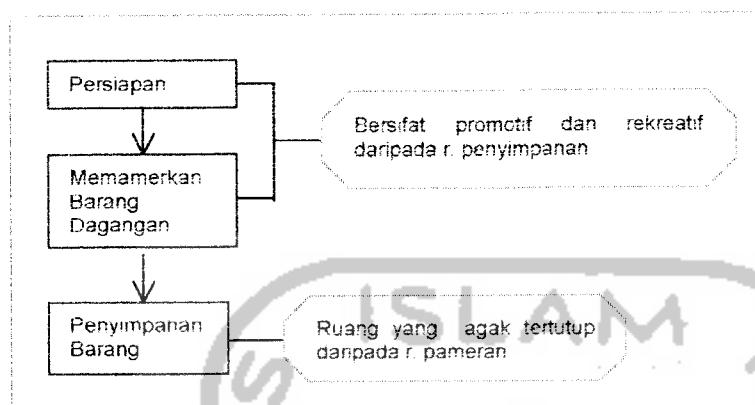 Persiapan
Bersifat promotif dan rekreatif
daripada r. penyimpanan
Memamerkan
Barang
Dagangan
ISLAM
Penyimpanan
Barang
Ruang yang agak tertutup
daripada r. pameran